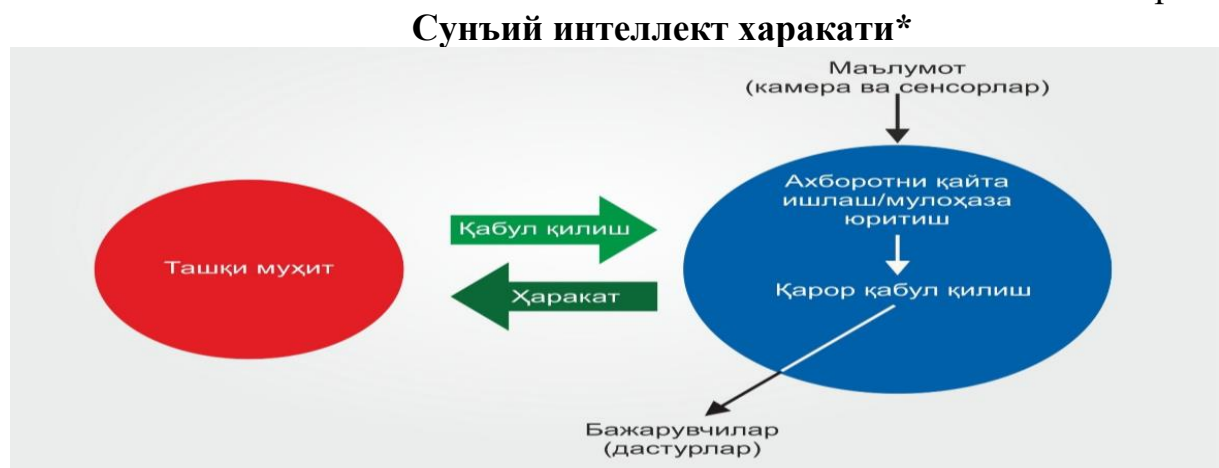 Сунъий интеллект харакати*
Маълумот
(камера ва сенсорлар)
Ахборотни қайта
ишлаш/мулоҳаза
юритиш
Қабул қилиш
Ташқи муҳит
Қарор қабул қилиш
Ҳаракат
Бажарувчилар
(дастурлар)